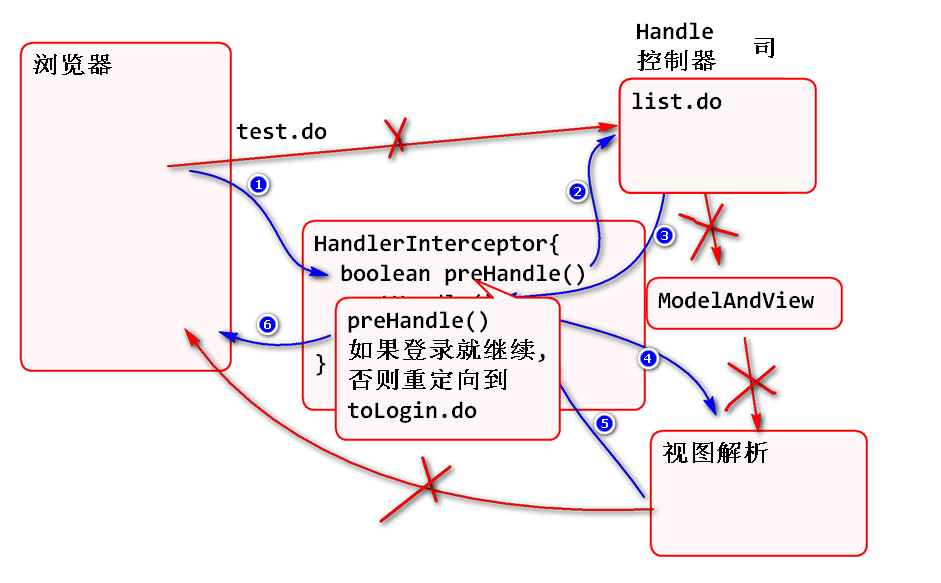 Handle
控制器 司
浏览器
list.do
test.do
①
②
③
HandlerInterceptor{
boolean preHandle()
ModelAndView
preHandle()
如果登录就继续,
否则重定向到
toLogin.do
}
⑥
④
⑤
视图解析